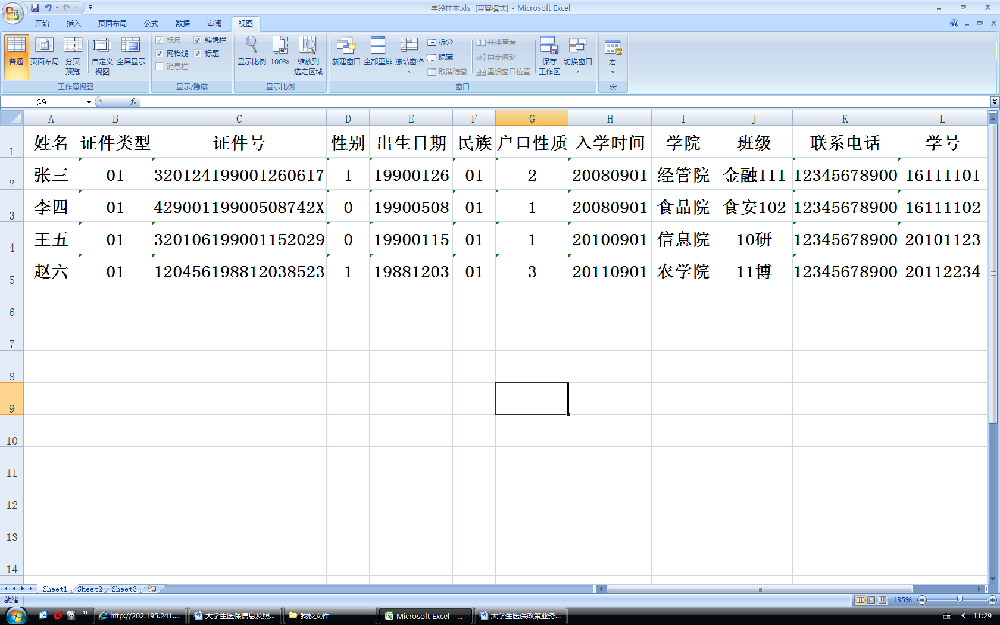 字段样本.xls [兼容模式] - Microsoft Excel
开始 插入 页面布局 公式 数据 审阅 视图
普通 页面布局 分页预览 自定义视图 全屏显示
工作簿视图
标尺 编辑栏
网格线 标题
消息栏
显示/隐藏
显示比例 100% 缩放到选定区域
显示比例
新建窗口 全部重排 冻结窗格
拆分 并排查看
隐藏 同步滚动
取消隐藏 重设窗口位置
保存工作区 切换窗口
窗口
宏
宏
G9 fx
A B C D E F G H I J K L
1 姓名 证件类型 证件号 性别 出生日期 民族 户口性质 入学时间 学院 班级 联系电话 学号
2 张三 01 320124199001260617 1 19900126 01 2 20080901 经管院 金融111 12345678900 16111101
3 李四 01 42900119900508742X 0 19900508 01 1 20080901 食品院 食安102 12345678900 16111102
4 王五 01 320106199001152029 0 19900115 01 1 20100901 信息院 10研 12345678900 20101123
5 赵六 01 120456198812038523 1 19881203 01 3 20110901 农学院 11博 12345678900 20112234
6
7
8
9
10
11
12
13
14
Sheet1 Sheet2 Sheet3
就绪 135%
http://202.195.241.... 大学生医保信息及照... 我校文件 Microsoft Excel - ... 大学生医保政策业务... 11:29